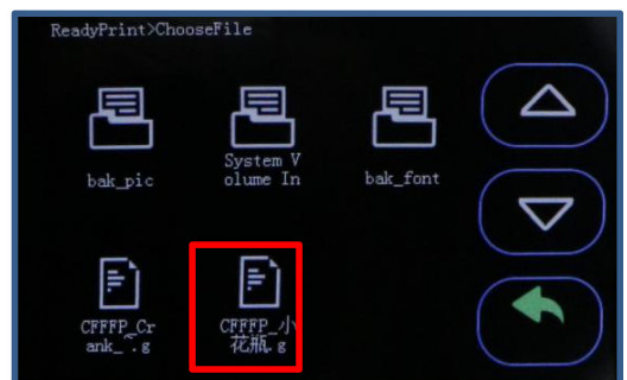 ReadyPrint>ChooseFile
bak_pic
System V
olume In
bak_font
CFFFP_Cr
ank_~.g
CFFFP_小
花瓶.g